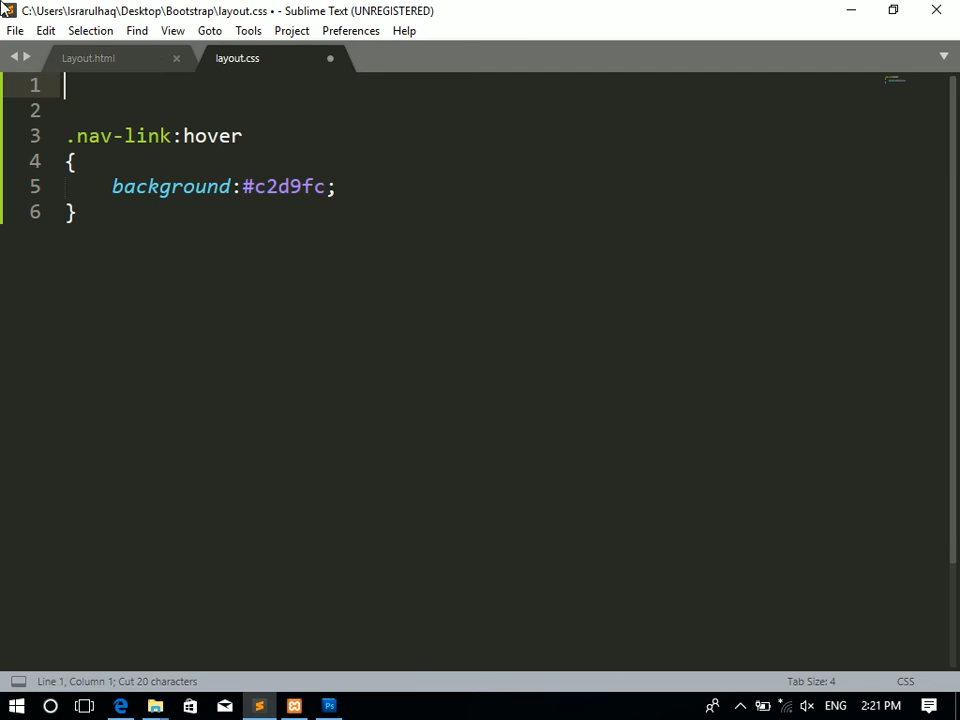 C:\Users\Israrulhaq\Desktop\Bootstrap\layout.css • - Sublime Text (UNREGISTERED)
File Edit Selection Find View Goto Tools Project Preferences Help
Layout.html layout.css
1
2
3 .nav-link:hover
4 {
5 background:#c2d9fc;
6 }
Line 1, Column 1; Cut 20 characters Tab Size: 4 CSS
ENG 2:21 PM